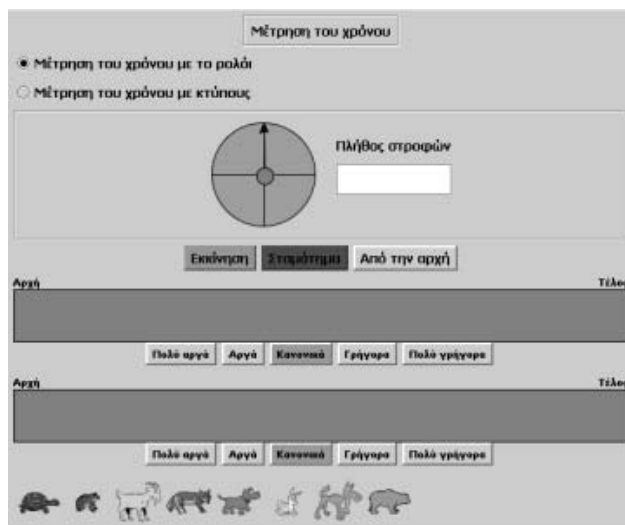 Μέτρηση του χρόνου
Μέτρηση του χρόνου με το ρολόι
Μέτρηση του χρόνου με κτύπους
Πλήθος στροφών
Εκκίνηση Σταμάτημα Από την αρχή
Αρχή Τέλος
Πολύ αργά Αργά Κανονικά Γρήγορα Πολύ γρήγορα
Αρχή Τέλος
Πολύ αργά Αργά Κανονικά Γρήγορα Πολύ γρήγορα